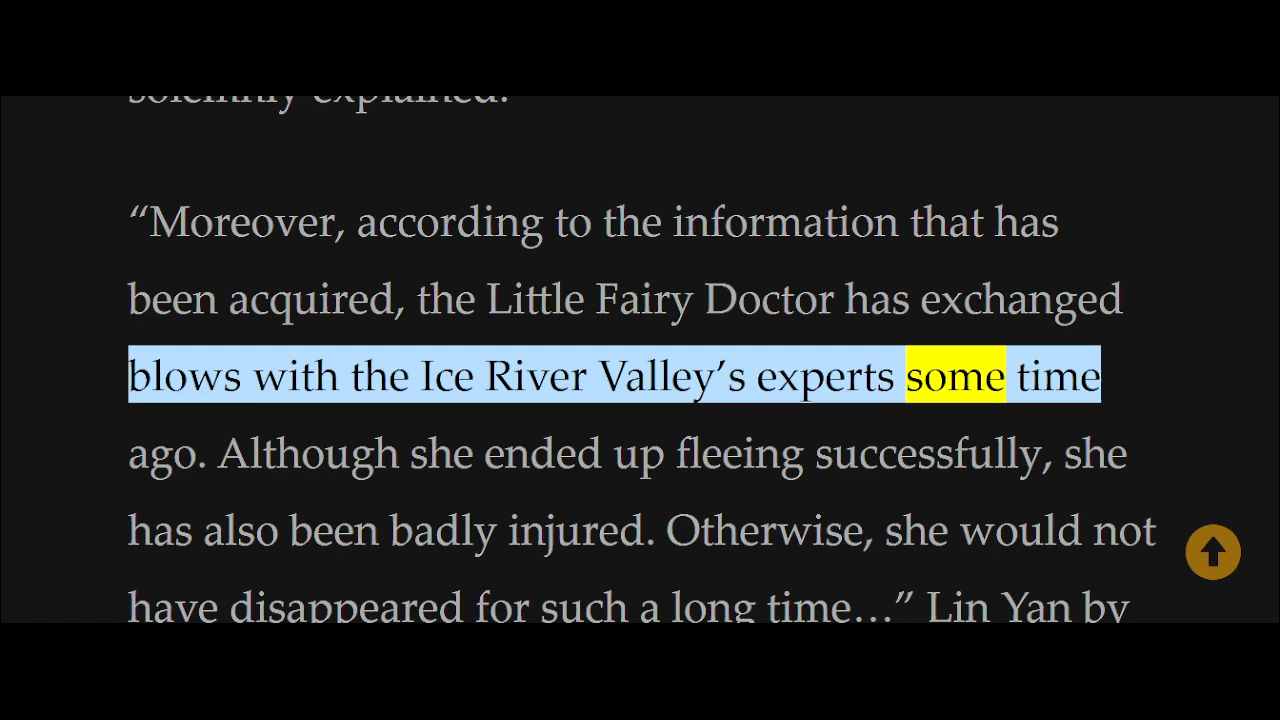 solemnly explained.
“Moreover, according to the information that has
been acquired, the Little Fairy Doctor has exchanged
blows with the Ice River Valley’s experts some time
ago. Although she ended up fleeing successfully, she
has also been badly injured. Otherwise, she would not
have disappeared for such a long time…” Lin Yan by